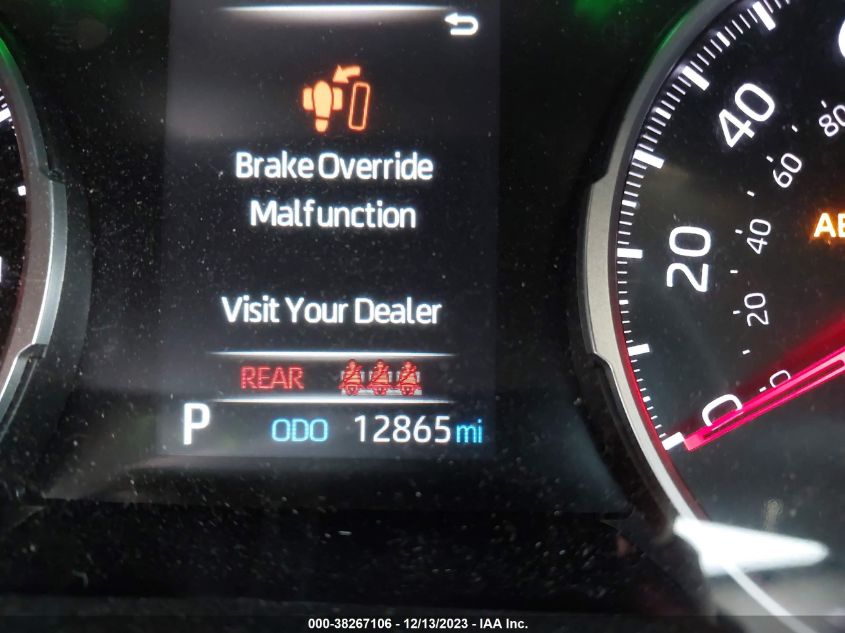 Brake Override
Malfunction
Visit Your Dealer
REAR
P ODO 12865 mi
40
20
0
80
60
40
20
0
000-38267106 - 12/13/2023 - IAA Inc.